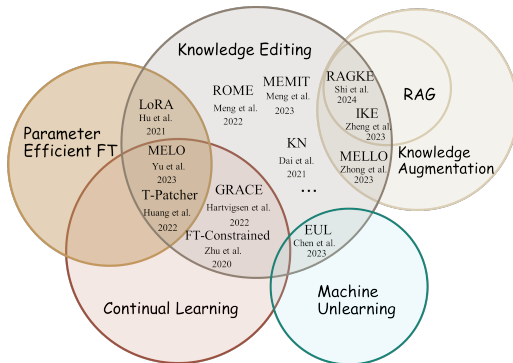 Knowledge Editing
ROME
Meng et al.
2022
MEMIT
Meng et al.
2023
RAGKE
Shi et al.
2024
RAG
IKE
Zheng et al.
2023
LoRA
Hu et al.
2021
Parameter
Efficient FT
KN
Dai et al.
2021
...
MELLO
Zhong et al.
2023
Knowledge
Augmentation
MELO
Yu et al.
2023
T-Patcher
Huang et al.
2022
GRACE
Hartvigsen et al.
2022
FT-Constrained
Zhu et al.
2020
EUL
Chen et al.
2023
Continual Learning
Machine
Unlearning